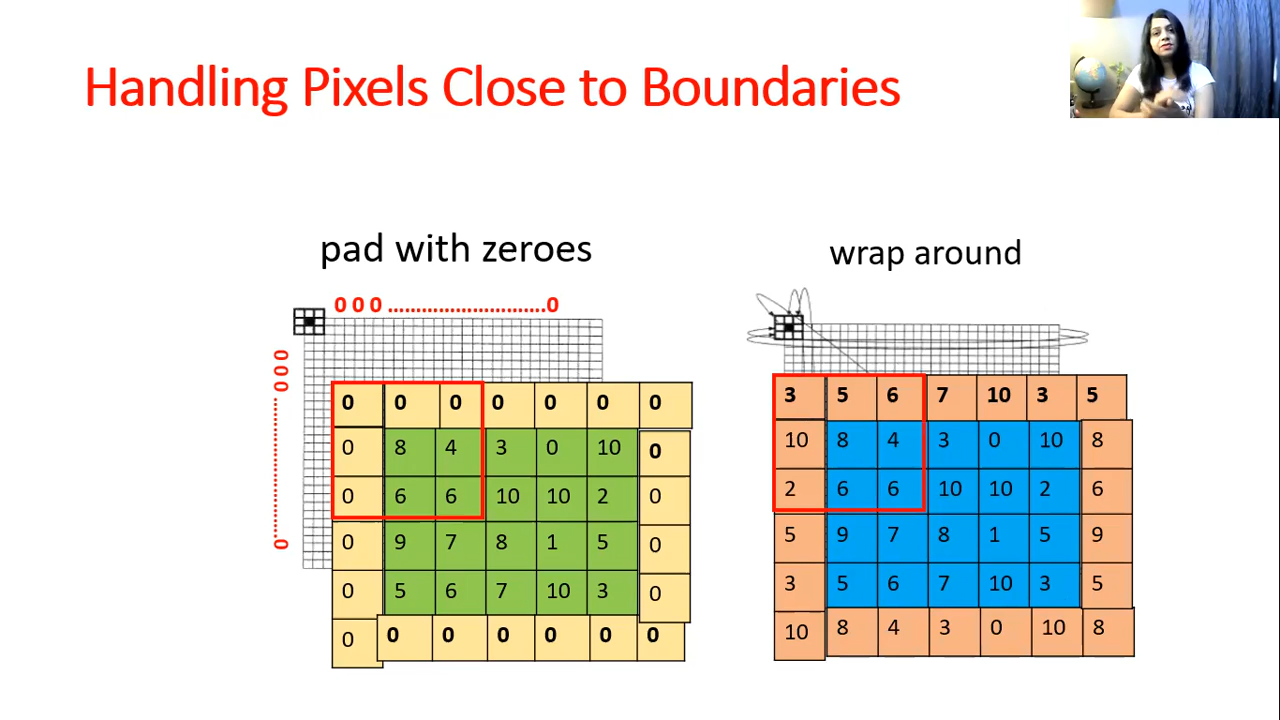 Handling Pixels Close to Boundaries
pad with zeroes
0 0 0 ..............................0
0 ........................ 0 0 0
0 0 0 0 0 0 0
0 8 4 3 0 10 0
0 6 6 10 10 2 0
0 9 7 8 1 5 0
0 5 6 7 10 3 0
0 0 0 0 0 0 0
wrap around
3 5 6 7 10 3 5
10 8 4 3 0 10 8
2 6 6 10 10 2 6
5 9 7 8 1 5 9
3 5 6 7 10 3 5
10 8 4 3 0 10 8